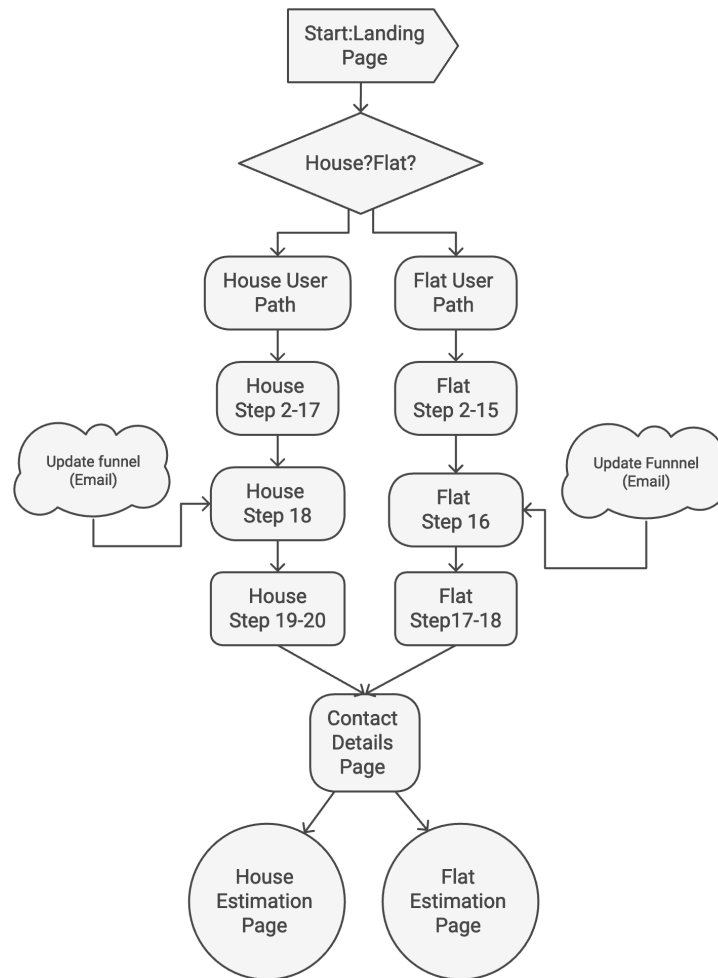 Start:Landing
Page
House?Flat?
House User
Path
Flat User
Path
House
Step 2-17
Flat
Step 2-15
Update funnel
(Email)
House
Step 18
Flat
Step 16
Update Funnnel
(Email)
House
Step 19-20
Flat
Step17-18
Contact
Details
Page
House
Estimation
Page
Flat
Estimation
Page